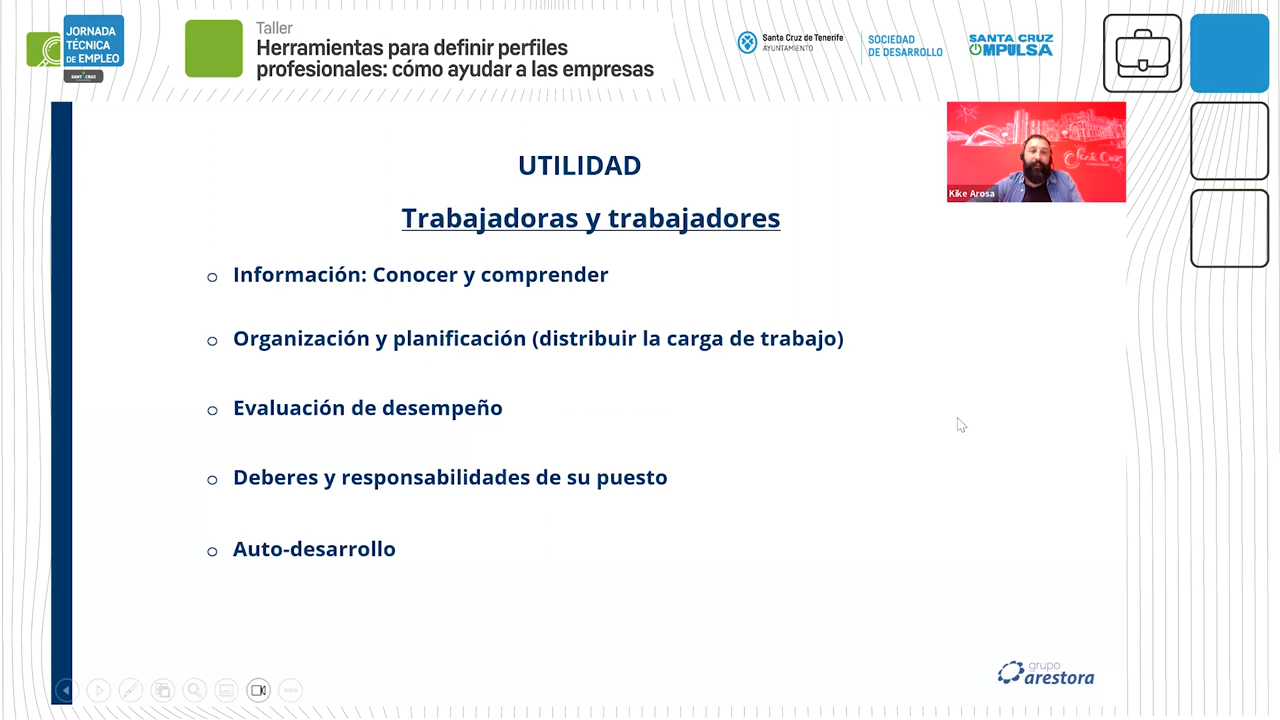 JORNADA
TÉCNICA
DE EMPLEO
Taller
Herramientas para definir perfiles
profesionales: cómo ayudar a las empresas
Santa Cruz de Tenerife
AYUNTAMIENTO
SOCIEDAD
DE DESARROLLO
SANTA CRUZ
IMPULSA
UTILIDAD
Santa Cruz
Kike Arosa
Trabajadoras y trabajadores
Información: Conocer y comprender
Organización y planificación (distribuir la carga de trabajo)
Evaluación de desempeño
Deberes y responsabilidades de su puesto
Auto-desarrollo
grupo
arestora